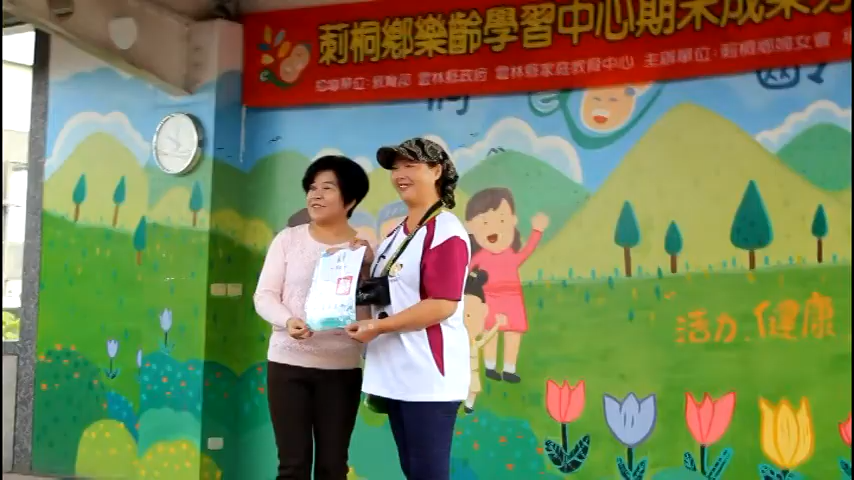 莿桐鄉樂齡學習中心期末成果
指導單位：教育部 雲林縣政府 雲林縣家庭教育中心 主辦單位：莿桐鄉婦女會
活力.健康